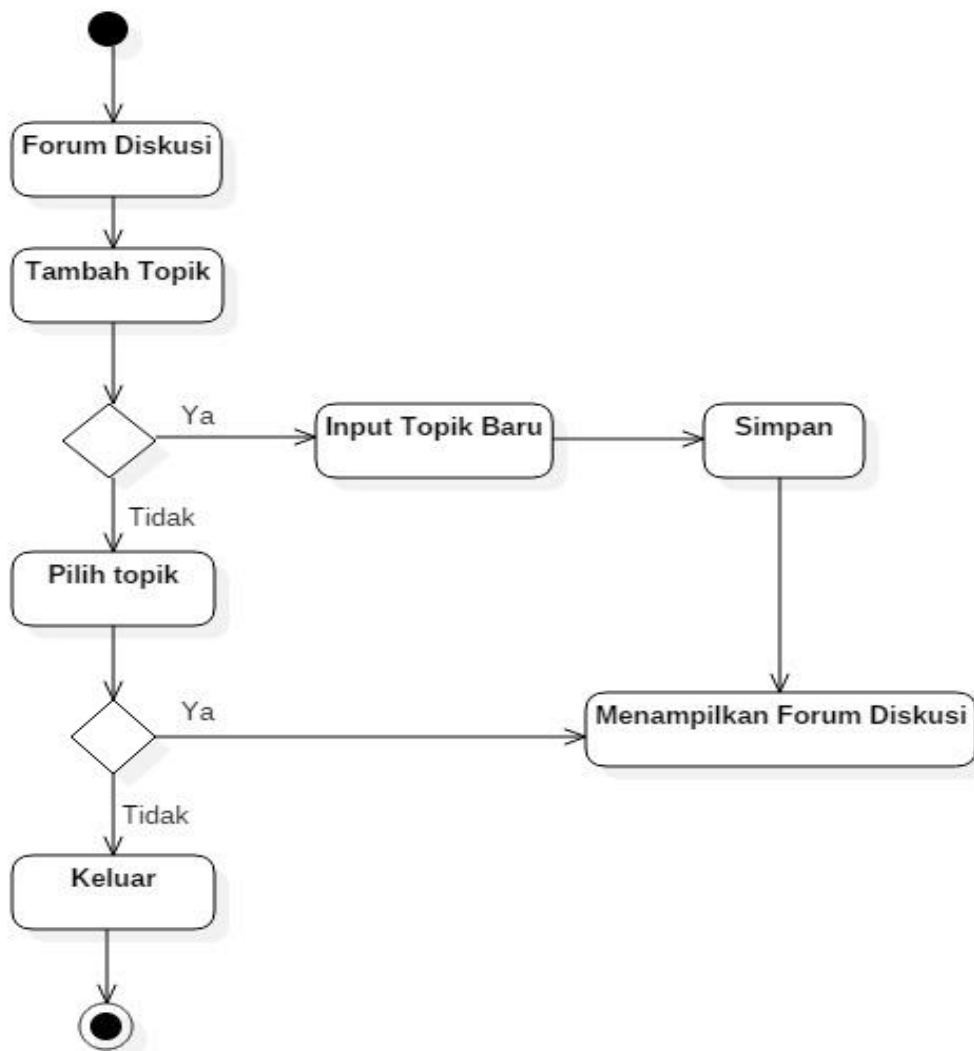 Forum Diskusi
Tambah Topik
Ya
Input Topik Baru
Simpan
Tidak
Pilih topik
Ya
Menampilkan Forum Diskusi
Tidak
Keluar